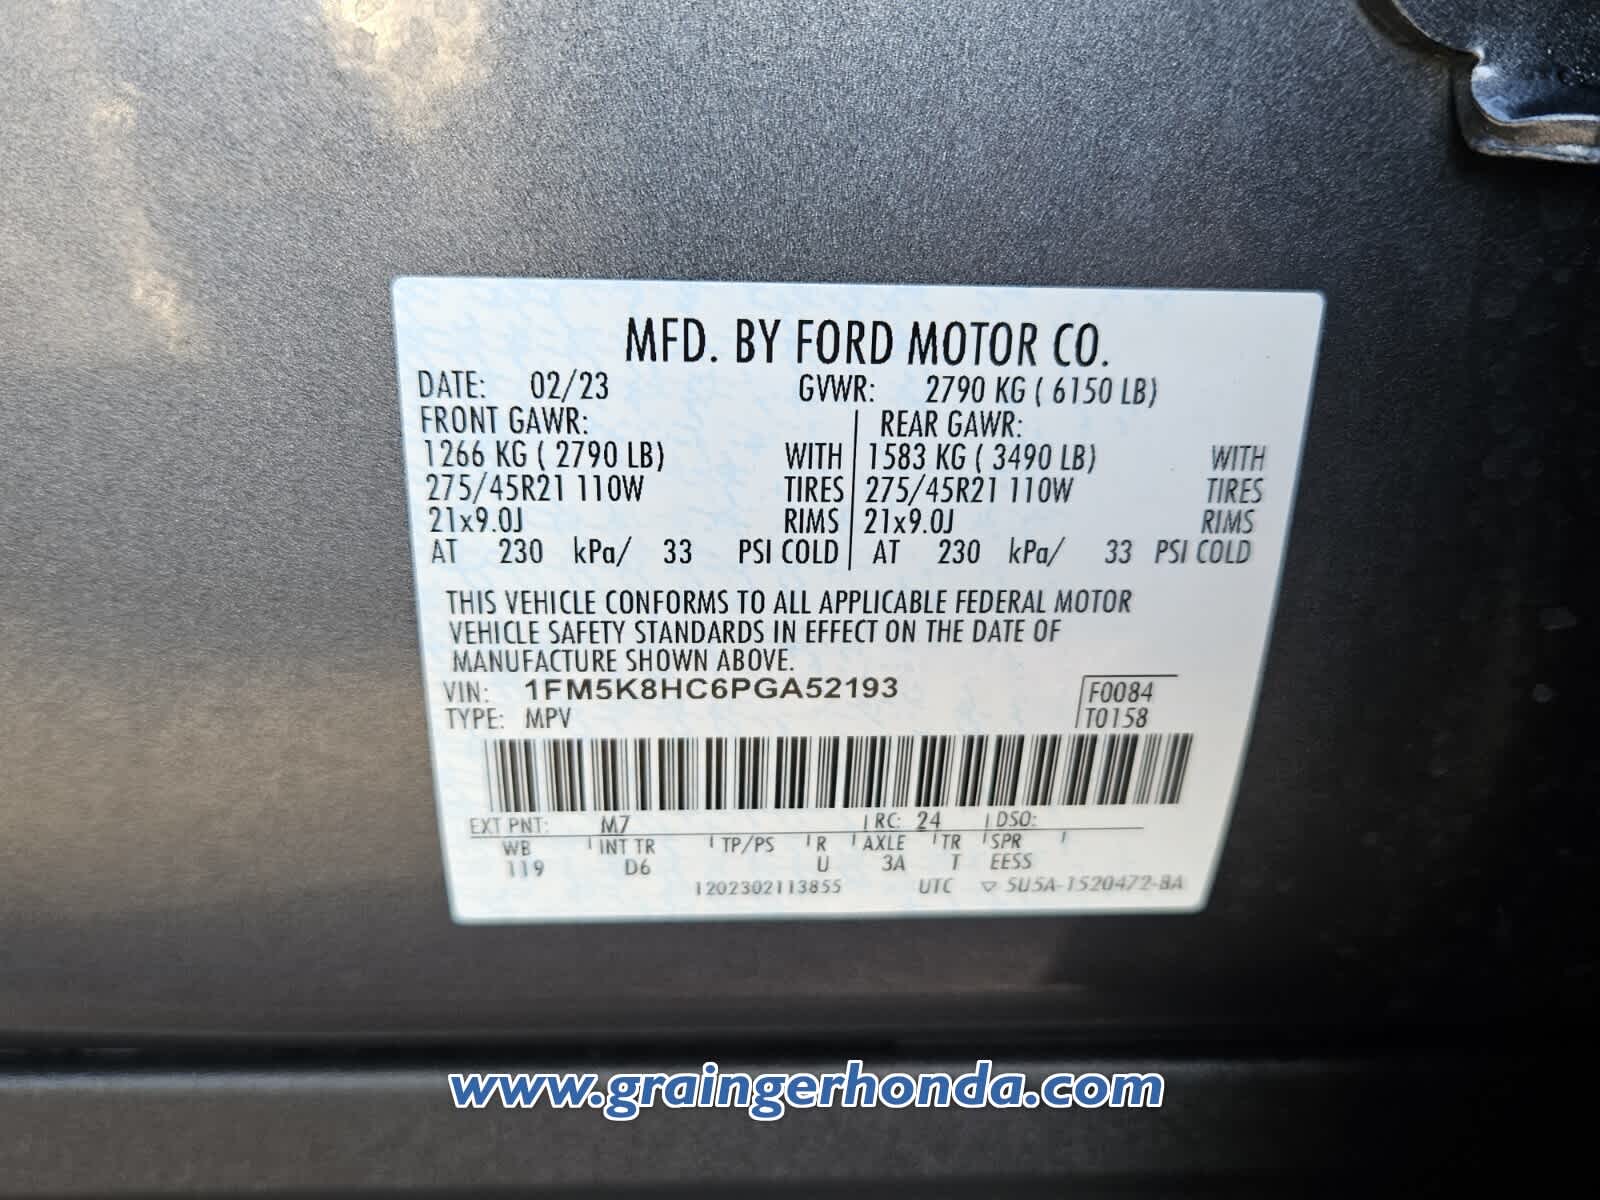 MFD. BY FORD MOTOR CO.
DATE: 02/23 GVWR: 2790 KG ( 6150 LB)
FRONT GAWR: REAR GAWR:
1266 KG ( 2790 LB) WITH 1583 KG ( 3490 LB) WITH
275/45R21 110W TIRES 275/45R21 110W TIRES
21x9.0J RIMS 21x9.0J RIMS
AT 230 kPa/ 33 PSI COLD AT 230 kPa/ 33 PSI COLD
THIS VEHICLE CONFORMS TO ALL APPLICABLE FEDERAL MOTOR
VEHICLE SAFETY STANDARDS IN EFFECT ON THE DATE OF
MANUFACTURE SHOWN ABOVE.
VIN: 1FM5K8HC6PGA52193 F0084
TYPE: MPV T0158
EXT PNT: M7 RC: 24 DSO:
WB INT TR TP/PS R AXLE TR SPR
119 D6 U 3A T EESS
1202302113855 UTC ▽ 5U5A-1520472-BA
www.graingerhonda.com